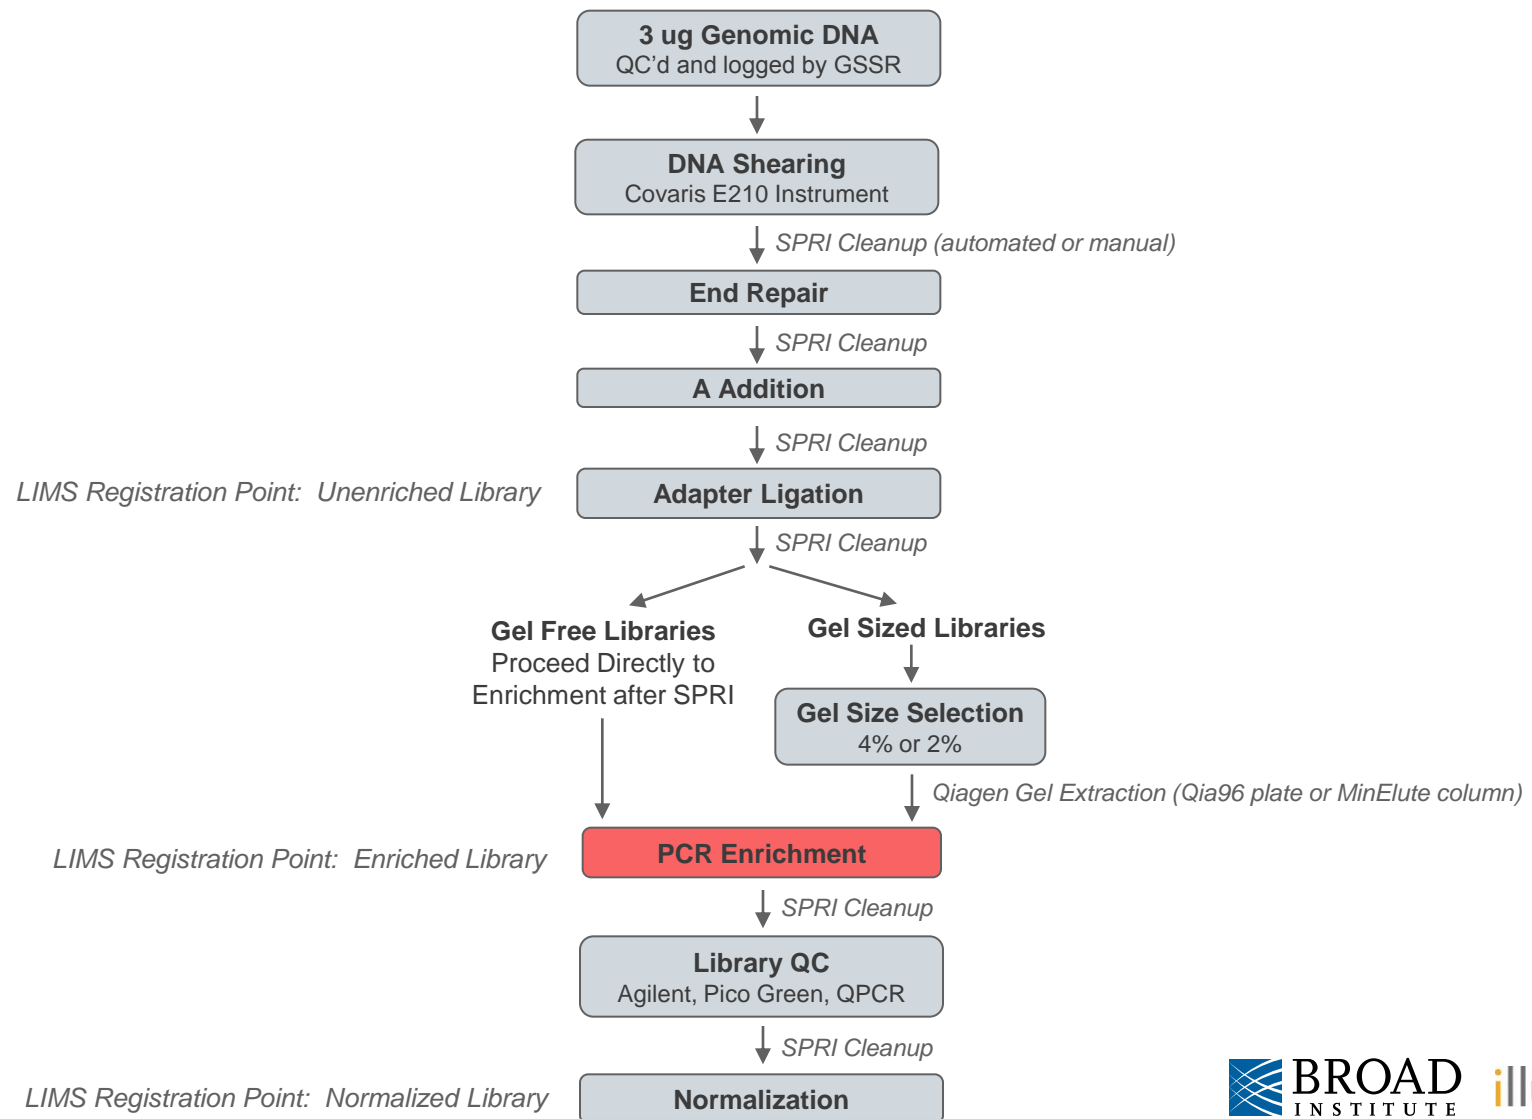 3 ug Genomic DNA
QC’d and logged by GSSR
DNA Shearing
Covaris E210 Instrument
SPRI Cleanup (automated or manual)
End Repair
SPRI Cleanup
A Addition
SPRI Cleanup
LIMS Registration Point:  Unenriched Library
Adapter Ligation
SPRI Cleanup
Gel Free Libraries
Proceed Directly to
Enrichment after SPRI
Gel Sized Libraries
Gel Size Selection
4% or 2%
Qiagen Gel Extraction (Qia96 plate or MinElute column)
LIMS Registration Point:  Enriched Library
PCR Enrichment
SPRI Cleanup
Library QC
Agilent, Pico Green, QPCR
SPRI Cleanup
LIMS Registration Point:  Normalized Library
Normalization
BROAD
INSTITUTE